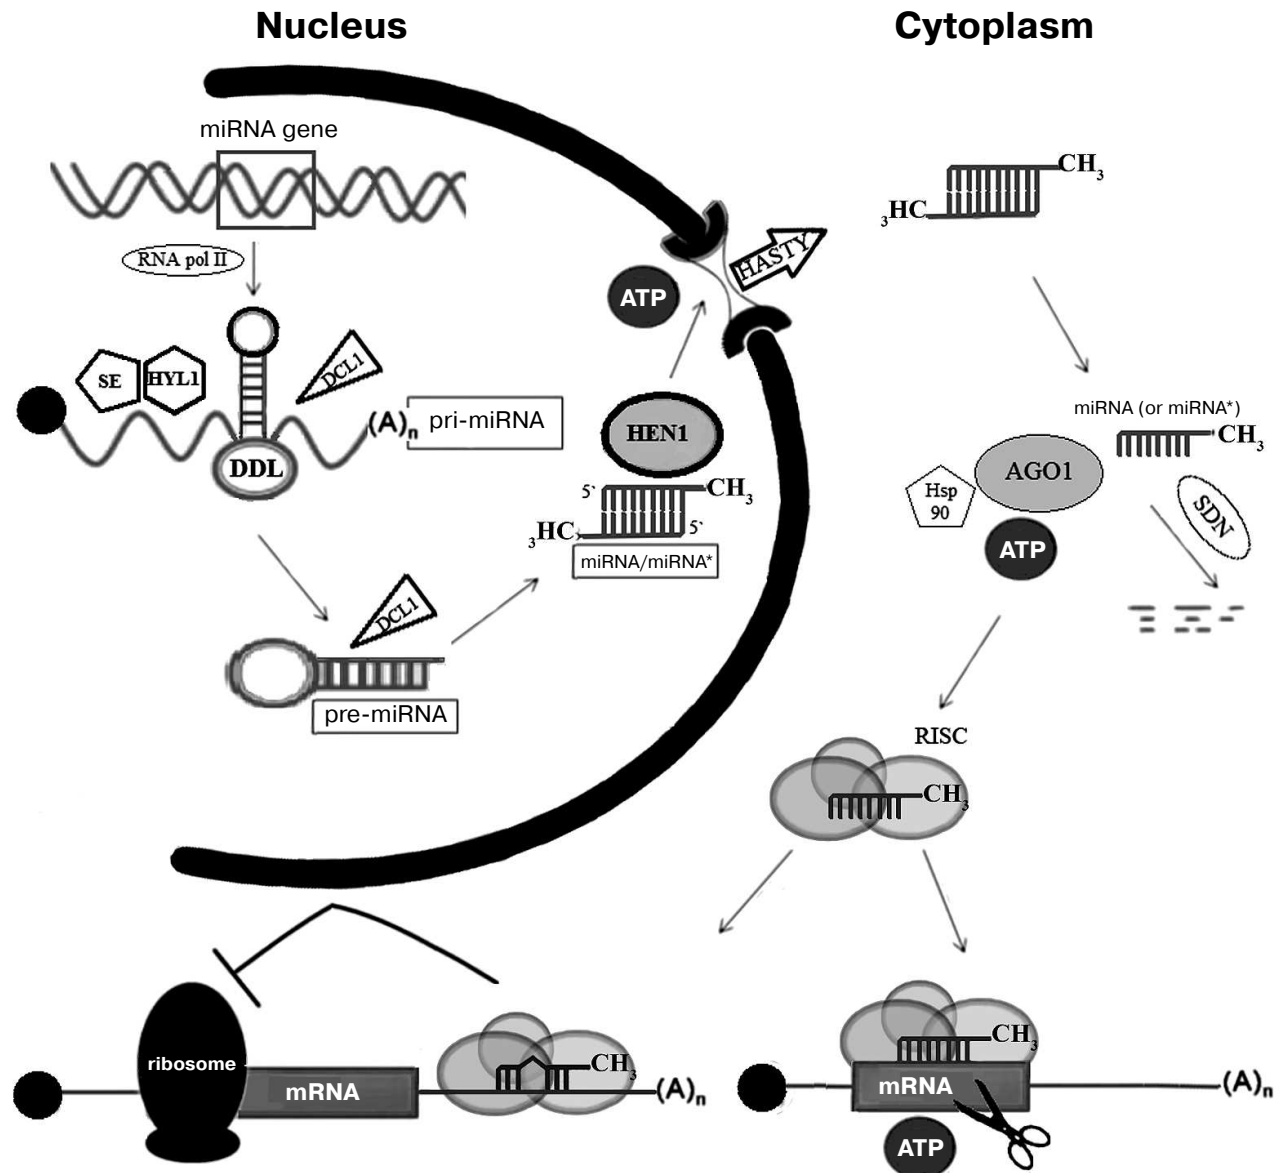 Nucleus
Cytoplasm
miRNA gene
CH3
3HC
RNA pol II
HASTY
ATP
SE
HYL1
DCL1
(A)n
pri-miRNA
DDL
HEN1
5`
CH3
3HC
5`
miRNA/miRNA*
miRNA (or miRNA*)
CH3
AGO1
Hsp
90
SDN
ATP
DCL1
pre-miRNA
RISC
CH3
ribosome
mRNA
CH3
(A)n
CH3
mRNA
(A)n
ATP